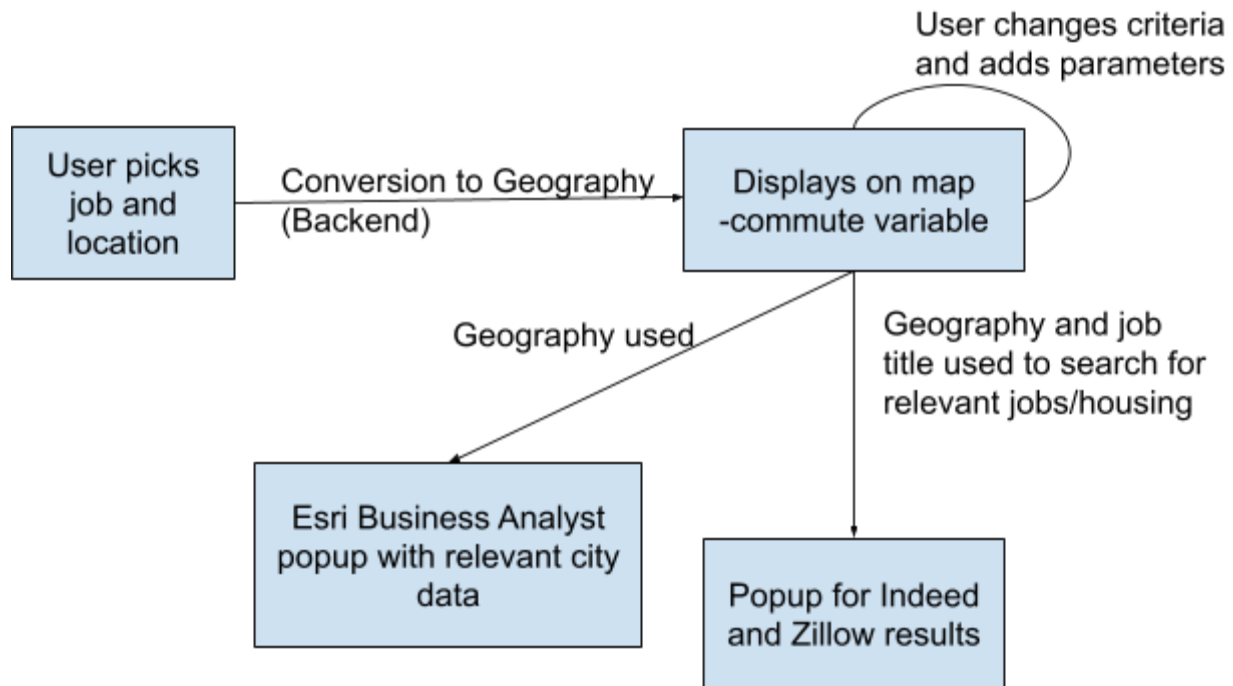 User changes criteria
and adds parameters
User picks
job and
location
Conversion to Geography
(Backend)
Displays on map
-commute variable
Geography used
Geography and job
title used to search for
relevant jobs/housing
Esri Business Analyst
popup with relevant city
data
Popup for Indeed
and Zillow results